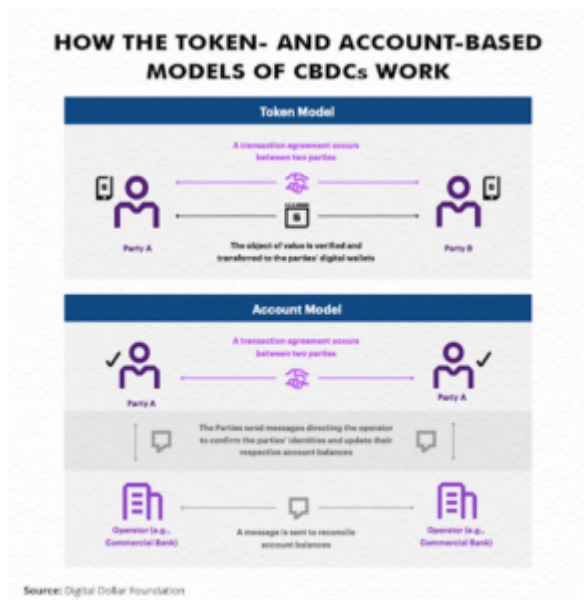 HOW THE TOKEN- AND ACCOUNT-BASED
MODELS OF CBDCs WORK
Token Model
A transaction agreement occurs
between two parties
$
$
$
Party A
Party B
The object of value is verified and
transferred to the parties' digital wallets
Account Model
A transaction agreement occurs
between two parties
Party A
Party A
The Parties send messages directing the operator
to confirm the parties' identities and update their
respective account balances
Operator (e.g.,
Commercial Bank)
A message is sent to reconcile
account balances
Operator (e.g.,
Commercial Bank)
Source: Digital Dollar Foundation